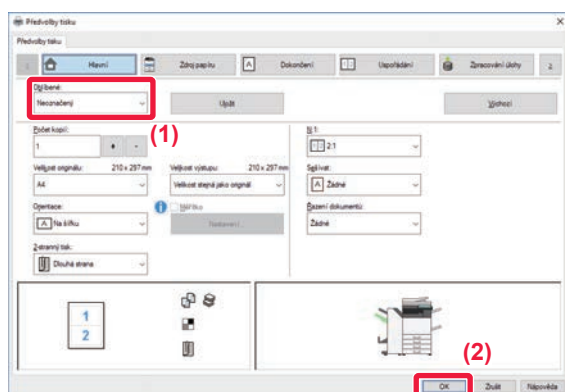 Předvolby tisku
Předvolby tisku
Hlavní Zdroj papíru Dokončení Uspořádání Zpracování úlohy
Oblíbené:
Neoznačený Uložit Výchozí
(1)
Počet kopií: N-1:
1 + - 2:1
Velikost originálu: 210 x 297 mm Velikost výstupu: 210 x 297 mm Sešívat:
A4 Velikost stejná jako originál Žádné
Orientace: Měřítko Řazení dokumentů:
Na šířku Nastavení... Žádné
2-stranný tisk:
Dlouhá strana
1
2
(2)
OK Zrušit Nápověda